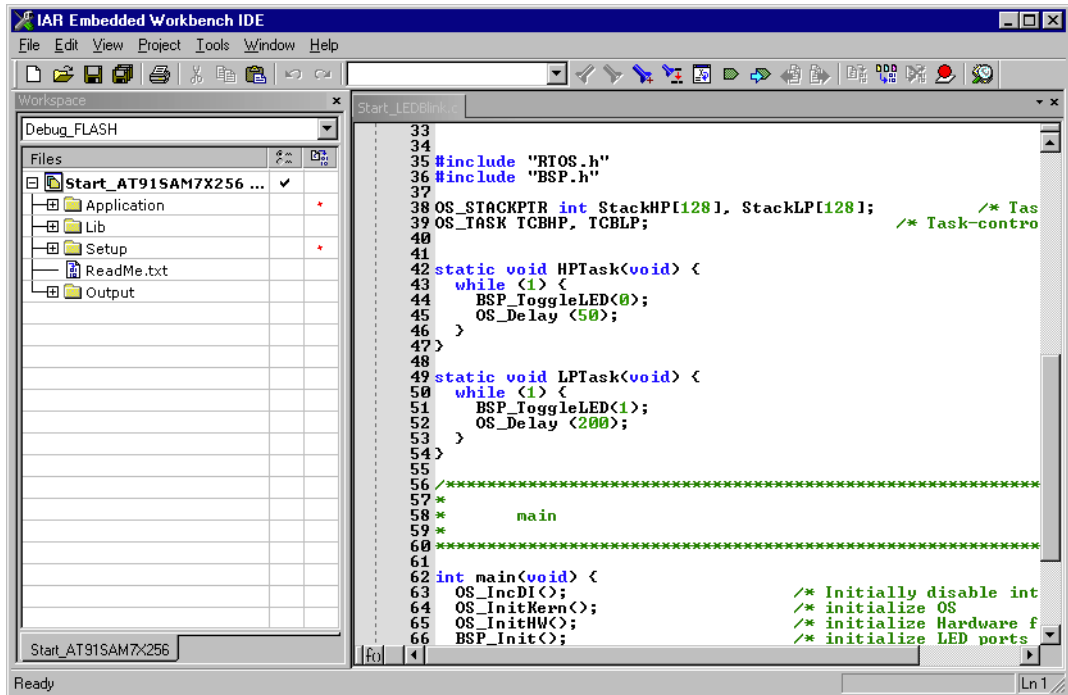 IAR Embedded Workbench IDE
File Edit View Project Tools Window Help
Workspace
Debug_FLASH
Files
Start_AT91SAM7X256 ...
Application
Lib
Setup
ReadMe.txt
Output
Start_AT91SAM7X256
Start_LEDBlink.c
33
34
35 #include "RTOS.h"
36 #include "BSP.h"
37
38 OS_STACKPTR int StackHP[128], StackLP[128]; /* Tas
39 OS_TASK TCBHP, TCBLP; /* Task-contro
40
41
42 static void HPTask(void) {
43 while (1) {
44 BSP_ToggleLED(0);
45 OS_Delay (50);
46 }
47 }
48
49 static void LPTask(void) {
50 while (1) {
51 BSP_ToggleLED(1);
52 OS_Delay (200);
53 }
54 }
55
56 /*********************************************************
57 *
58 * main
59 *
60 **********************************************************
61
62 int main(void) {
63 OS_IncDI(); /* Initially disable int
64 OS_InitKern(); /* initialize OS
65 OS_InitHW(); /* initialize Hardware f
66 BSP_Init(); /* initialize LED ports
f()
Ready
Ln 1